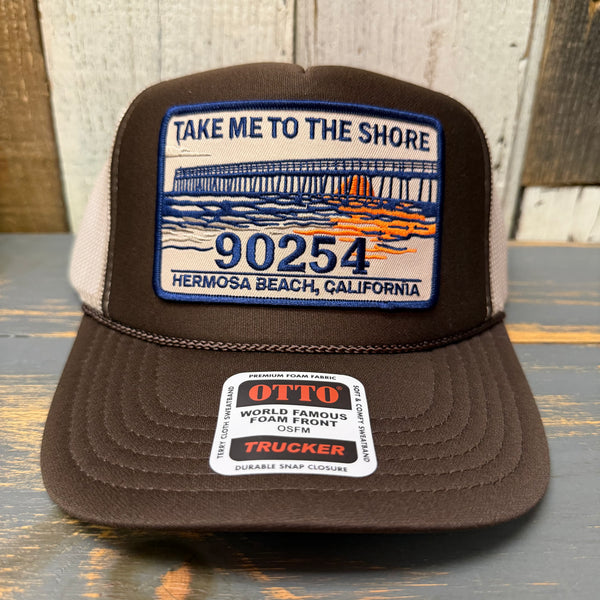 TAKE ME TO THE SHORE
90254
HERMOSA BEACH, CALIFORNIA
PREMIUM FOAM FABRIC
TERRY CLOTH SWEATBAND
OTTO®
WORLD FAMOUS
FOAM FRONT
OSFM
TRUCKER
SOFT & COMFY SWEATBAND
DURABLE SNAP CLOSURE